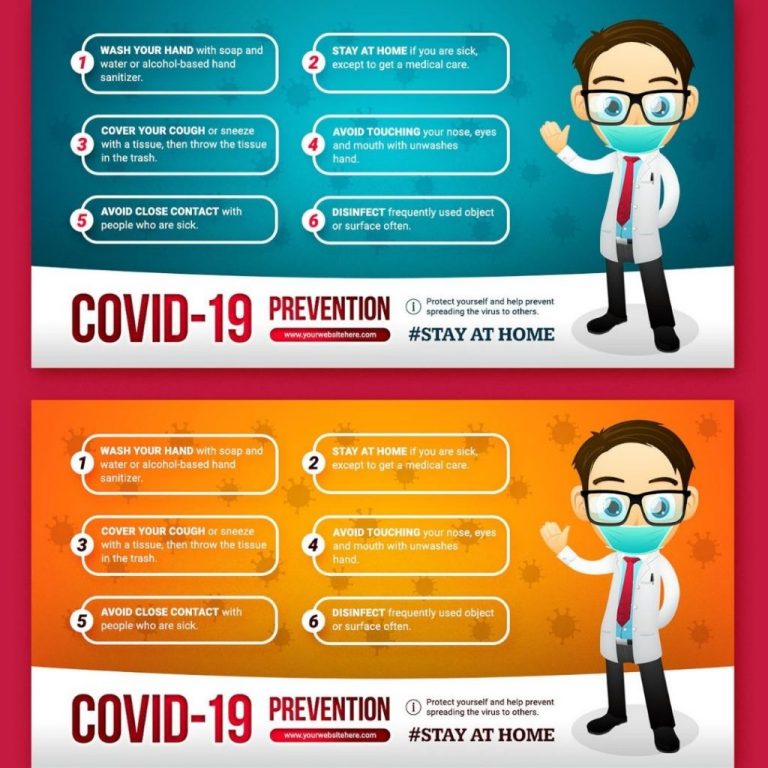 1
WASH YOUR HAND with soap and
water or alcohol-based hand
sanitizer.
2
STAY AT HOME if you are sick,
except to get a medical care.
3
COVER YOUR COUGH or sneeze
with a tissue, then throw the tissue
in the trash.
4
AVOID TOUCHING your nose, eyes
and mouth with unwashes
hand.
5
AVOID CLOSE CONTACT with
people who are sick.
6
DISINFECT frequently used object
or surface often.
COVID-19
PREVENTION
www.yourwebsitehere.com
i
Protect yourself and help prevent
spreading the virus to others.
#STAY AT HOME
1
WASH YOUR HAND with soap and
water or alcohol-based hand
sanitizer.
2
STAY AT HOME if you are sick,
except to get a medical care.
3
COVER YOUR COUGH or sneeze
with a tissue, then throw the tissue
in the trash.
4
AVOID TOUCHING your nose, eyes
and mouth with unwashes
hand.
5
AVOID CLOSE CONTACT with
people who are sick.
6
DISINFECT frequently used object
or surface often.
COVID-19
PREVENTION
www.yourwebsitehere.com
i
Protect yourself and help prevent
spreading the virus to others.
#STAY AT HOME